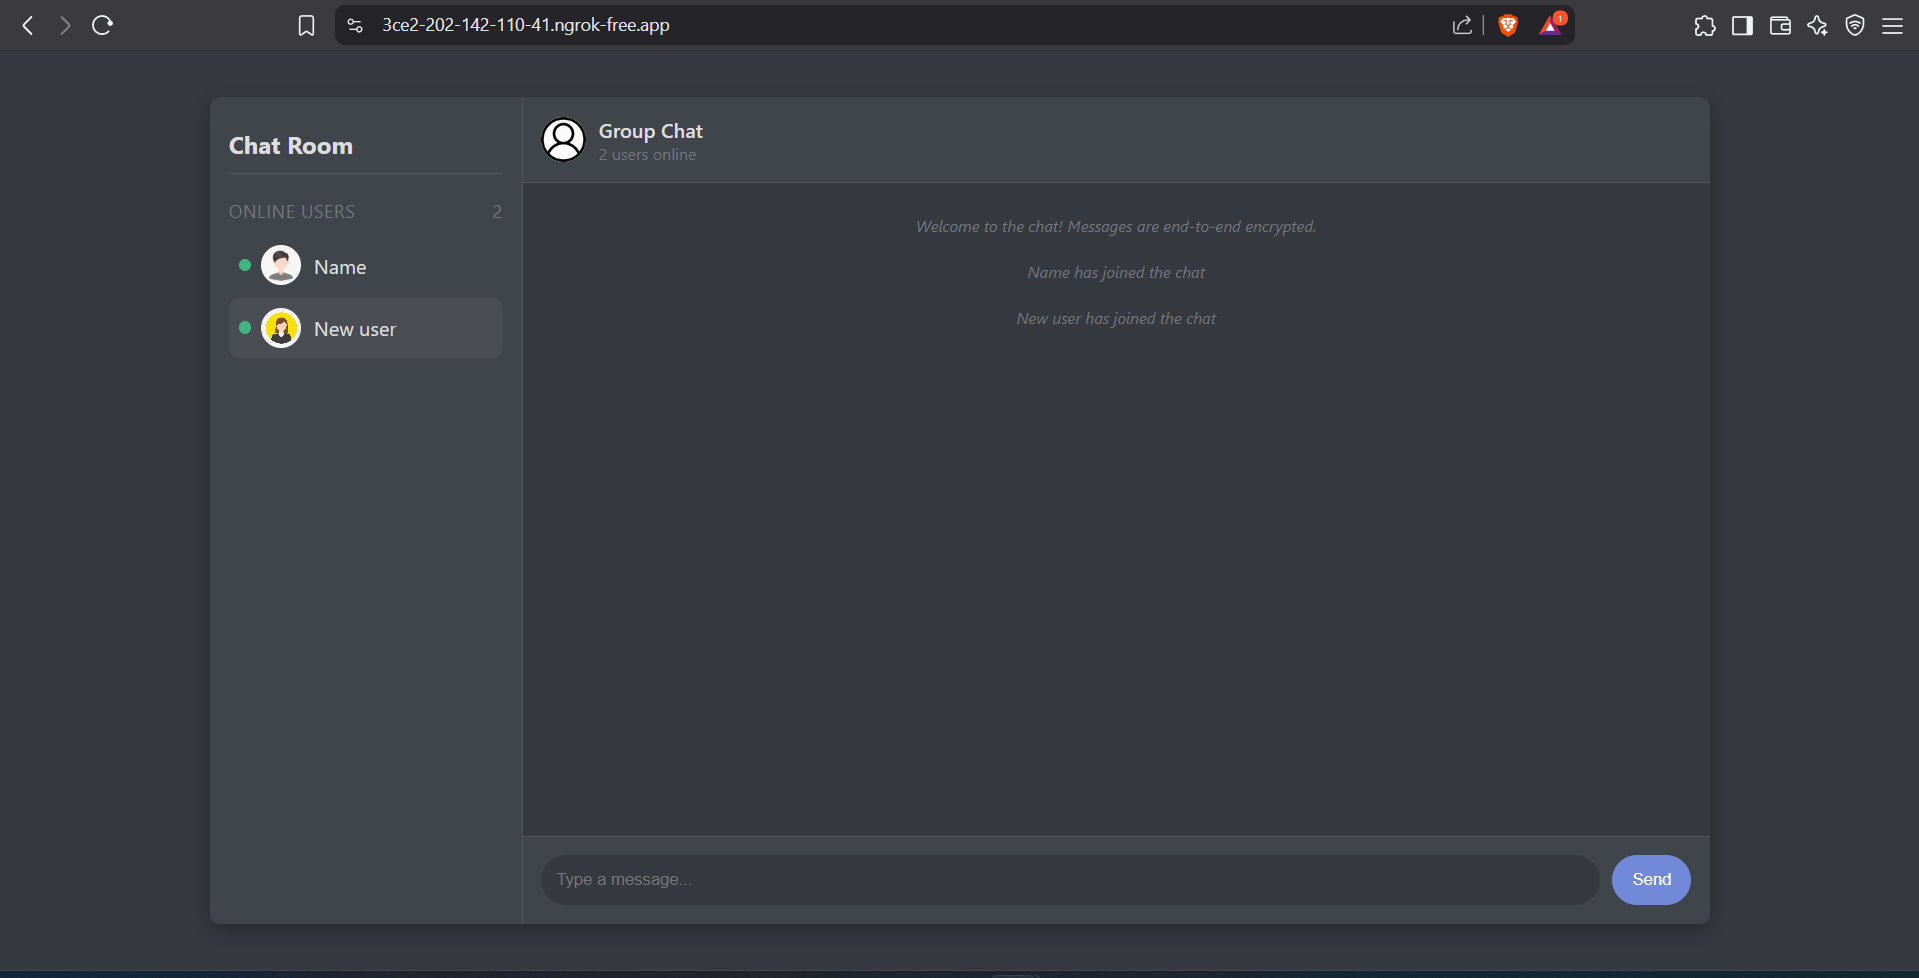 3ce2-202-142-110-41.ngrok-free.app
1
Chat Room
ONLINE USERS 2
Name
New user
Group Chat
2 users online
Welcome to the chat! Messages are end-to-end encrypted.
Name has joined the chat
New user has joined the chat
Type a message...
Send